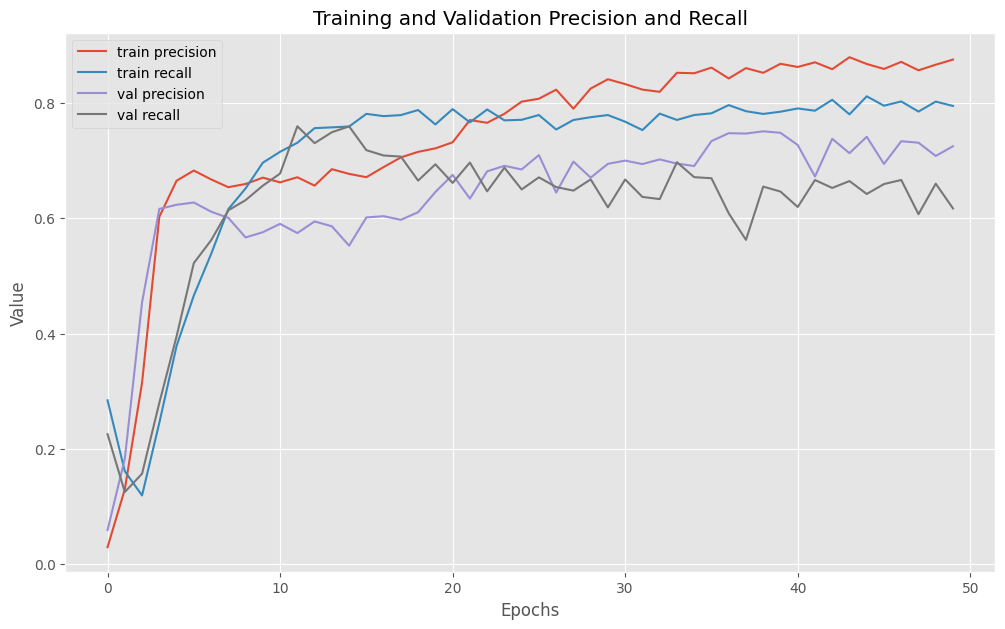 Training and Validation Precision and Recall
train precision
train recall
val precision
val recall
Value
0.8
0.6
0.4
0.2
0.0
0 10 20 30 40 50
Epochs